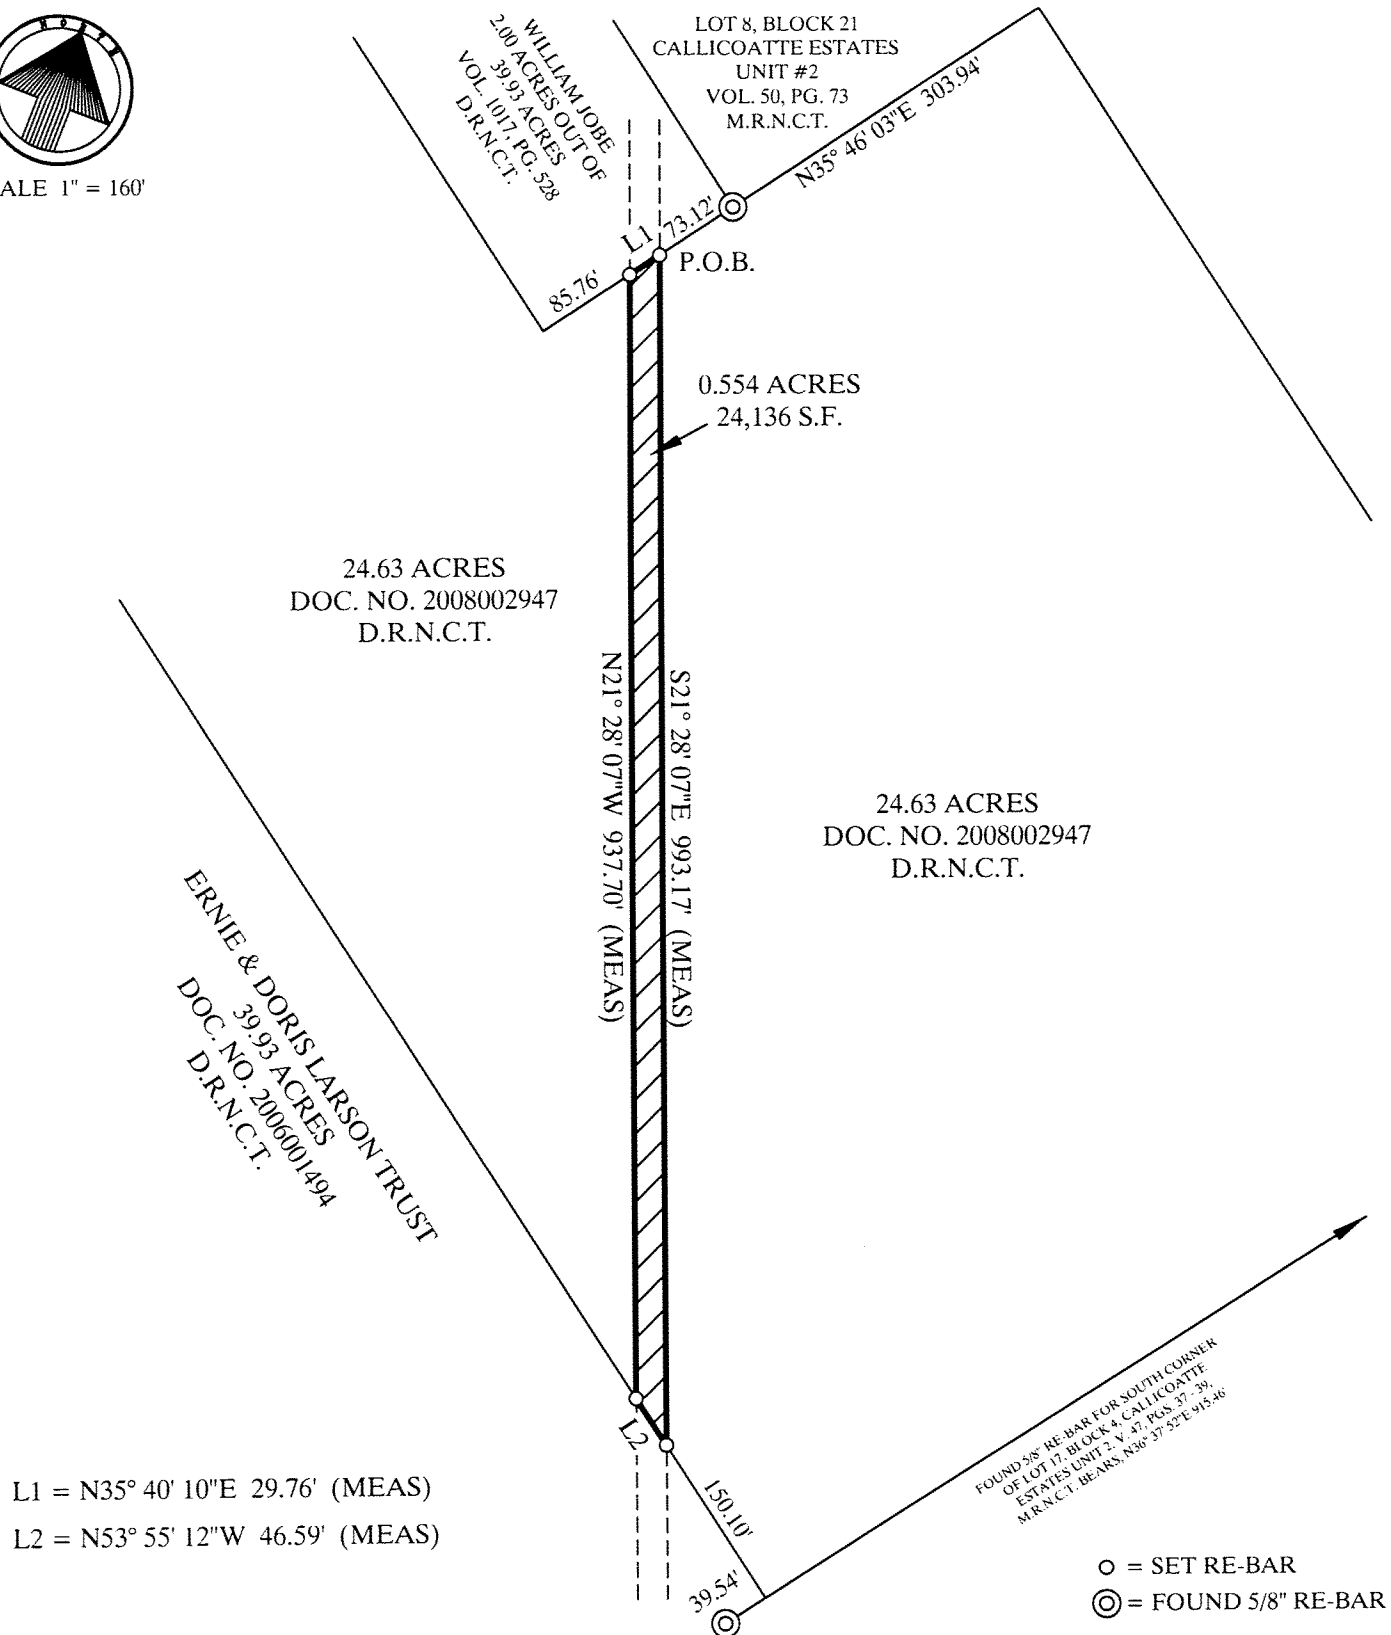 NORTH
ALE 1" = 160'
WILLIAM JOBE
2.00 ACRES OUT OF
39.93 ACRES
VOL. 1017, PG. 528
D.R.N.C.T.
LOT 8, BLOCK 21
CALLICOATTE ESTATES
UNIT #2
VOL. 50, PG. 73
M.R.N.C.T.
N35° 46' 03"E 303.94'
73.12'
L1
P.O.B.
85.76'
0.554 ACRES
24,136 S.F.
24.63 ACRES
DOC. NO. 2008002947
D.R.N.C.T.
N21° 28' 07"W 937.70' (MEAS)
S21° 28' 07"E 993.17' (MEAS)
24.63 ACRES
DOC. NO. 2008002947
D.R.N.C.T.
ERNIE & DORIS LARSON TRUST
39.93 ACRES
DOC. NO. 2006001494
D.R.N.C.T.
L2
150.10'
39.54'
FOUND 5/8" RE-BAR FOR SOUTH CORNER
OF LOT 17, BLOCK 4, CALLICOATTE
ESTATES UNIT 2, V. 47, PGS. 37 - 39,
M.R.N.C.T. BEARS, N36° 37' 52"E 915.46'
L1 = N35° 40' 10"E 29.76' (MEAS)
L2 = N53° 55' 12"W 46.59' (MEAS)
= SET RE-BAR
= FOUND 5/8" RE-BAR